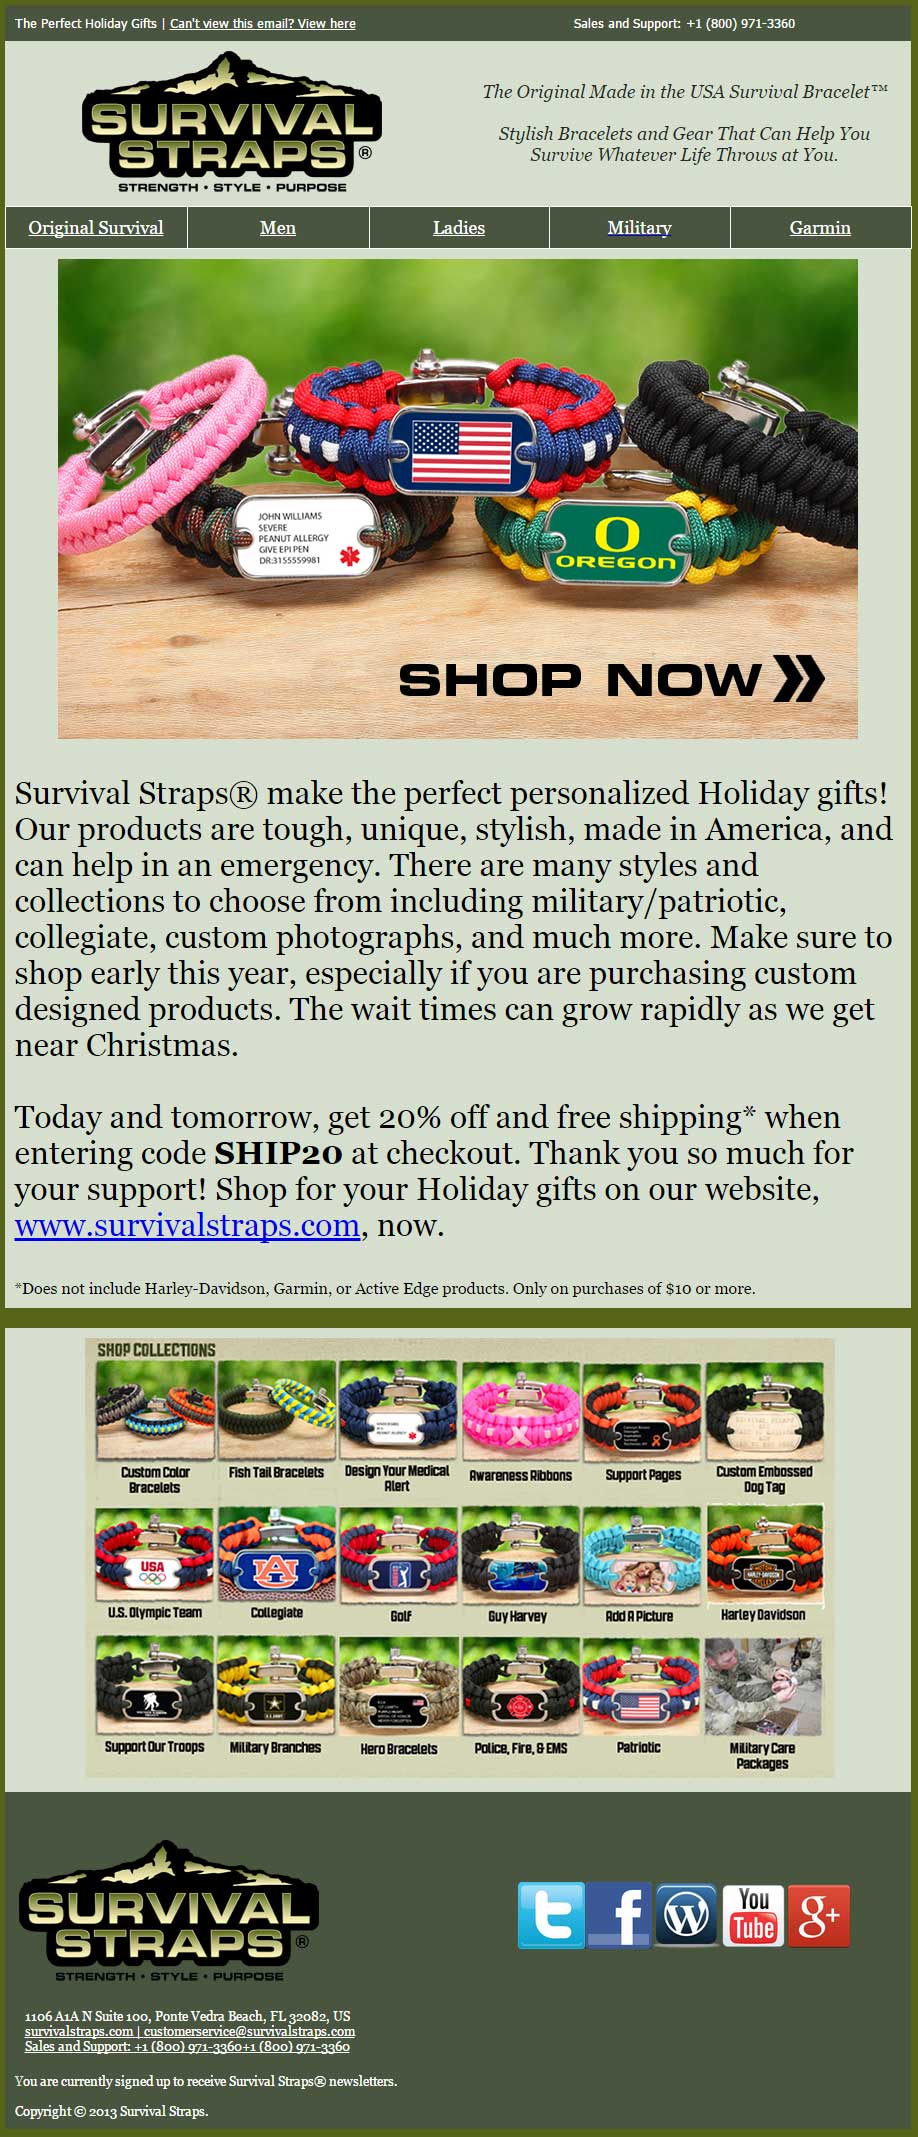 The Perfect Holiday Gifts | Can't view this email? View here
Sales and Support: +1 (800) 971-3360
SURVIVAL
STRAPS®
STRENGTH • STYLE • PURPOSE
The Original Made in the USA Survival Bracelet™
Stylish Bracelets and Gear That Can Help You
Survive Whatever Life Throws at You.
Original Survival
Men
Ladies
Military
Garmin
JOHN WILLIAMS
SEVERE
PEANUT ALLERGY
GIVE EPI PEN
DR:3155559981
O
OREGON
SHOP NOW
Survival Straps® make the perfect personalized Holiday gifts!
Our products are tough, unique, stylish, made in America, and
can help in an emergency. There are many styles and
collections to choose from including military/patriotic,
collegiate, custom photographs, and much more. Make sure to
shop early this year, especially if you are purchasing custom
designed products. The wait times can grow rapidly as we get
near Christmas.
Today and tomorrow, get 20% off and free shipping* when
entering code SHIP20 at checkout. Thank you so much for
your support! Shop for your Holiday gifts on our website,
www.survivalstraps.com, now.
*Does not include Harley-Davidson, Garmin, or Active Edge products. Only on purchases of $10 or more.
SHOP COLLECTIONS
Custom Color
Bracelets
Fish Tail Bracelets
Design Your Medical
Alert
Awareness Ribbons
Support Pages
Custom Embossed
Dog Tag
USA
HARLEY-DAVIDSON
U.S. Olympic Team
Collegiate
Golf
Guy Harvey
Add A Picture
Harley Davidson
U.S. ARMY
Support Our Troops
Military Branches
Hero Bracelets
Police, Fire, & EMS
Patriotic
Military Care
Packages
SURVIVAL
STRAPS®
STRENGTH • STYLE • PURPOSE
You
Tube
g+
1106 A1A N Suite 100, Ponte Vedra Beach, FL 32082, US
survivalstraps.com | customerservice@survivalstraps.com
Sales and Support: +1 (800) 971-3360+1 (800) 971-3360
You are currently signed up to receive Survival Straps® newsletters.
Copyright © 2013 Survival Straps.